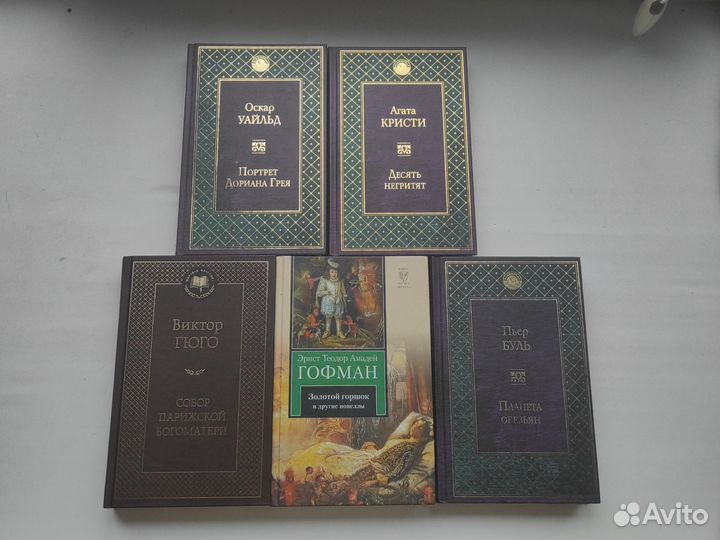 Оскар
УАЙЛЬД
ПОРТРЕТ
ДОРИАНА ГРЕЯ
Агата
КРИСТИ
ДЕСЯТЬ
НЕГРИТЯТ
Виктор
ГЮГО
СОБОР
ПАРИЖСКОЙ
БОГОМАТЕРИ
Эрнст Теодор Амадей
ГОФМАН
Золотой горшок
и другие новеллы
Пьер
БУЛЬ
ПЛАНЕТА
ОБЕЗЬЯН
Avito